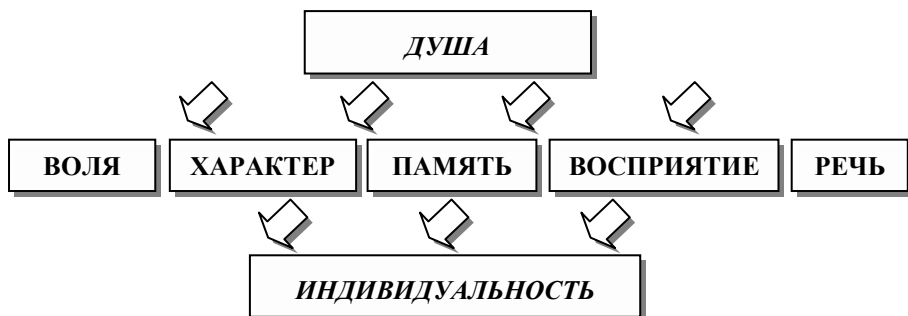 ДУША
ВОЛЯ ХАРАКТЕР ПАМЯТЬ ВОСПРИЯТИЕ РЕЧЬ
ИНДИВИДУАЛЬНОСТЬ